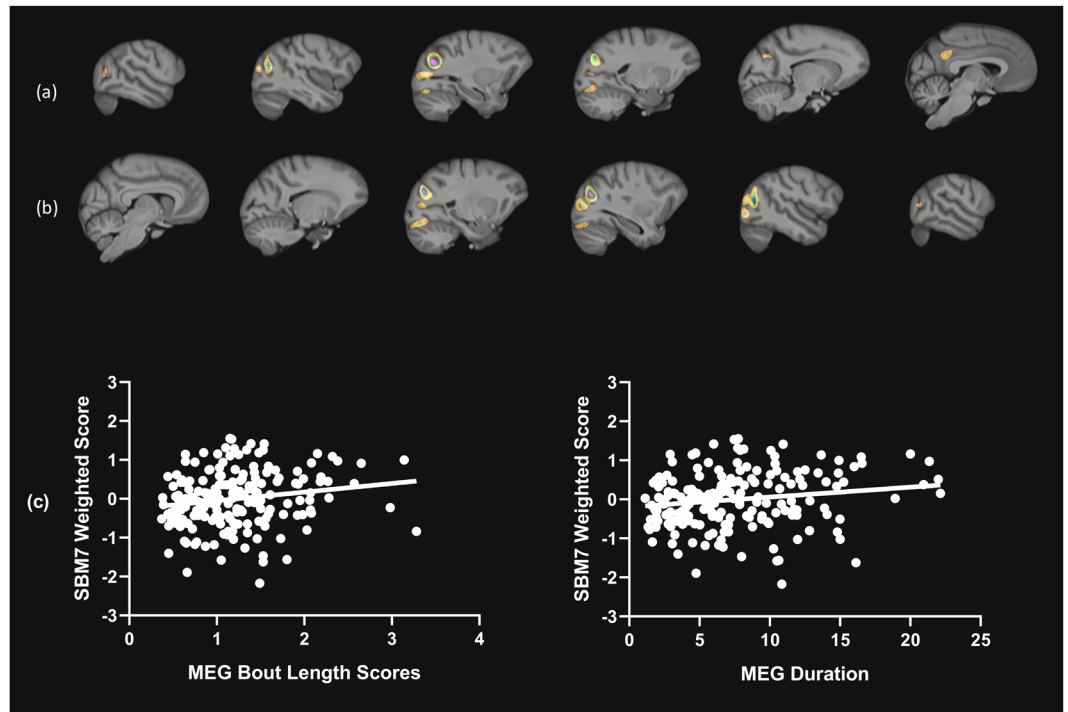 (a)
(b)
(c)
SBM7 Weighted Score
3
2
1
0
-1
-2
-3
0 1 2 3 4
MEG Bout Length Scores
SBM7 Weighted Score
3
2
1
0
-1
-2
-3
0 5 10 15 20 25
MEG Duration